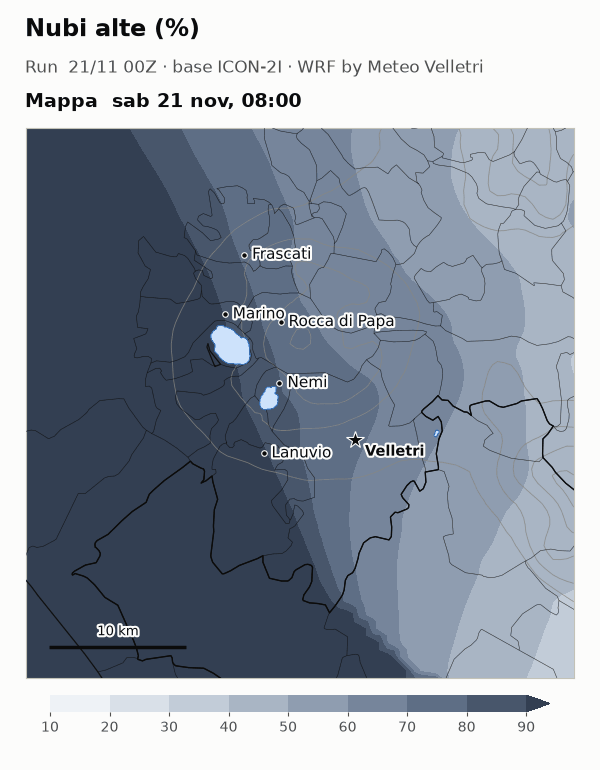 Nubi alte (%)
Run  21/11 00Z · base ICON-2I · WRF by Meteo Velletri
Mappa  sab 21 nov, 08:00
Frascati
Marino
Rocca di Papa
Nemi
Velletri
Lanuvio
10 km
10 20 30 40 50 60 70 80 90